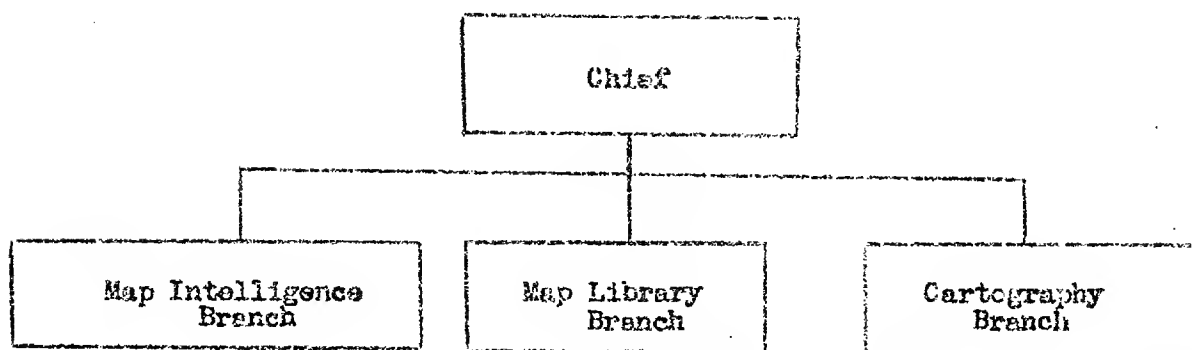 Chief
Map Intelligence
Branch
Map Library
Branch
Cartography
Branch